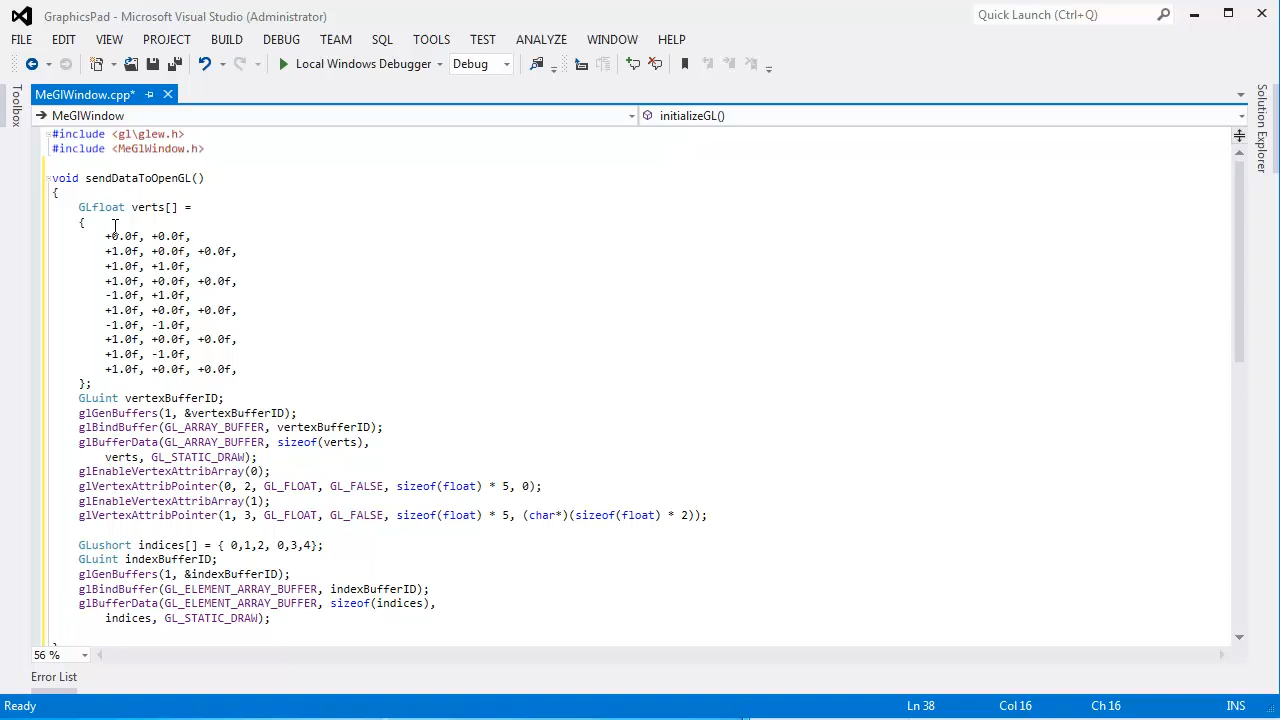 GraphicsPad - Microsoft Visual Studio (Administrator)
Quick Launch (Ctrl+Q)
FILE EDIT VIEW PROJECT BUILD DEBUG TEAM SQL TOOLS TEST ANALYZE WINDOW HELP
Local Windows Debugger Debug
Toolbox
MeGlWindow.cpp*
Solution Explorer
MeGlWindow initializeGL()
#include <gl\glew.h>
#include <MeGlWindow.h>
void sendDataToOpenGL()
{
GLfloat verts[] =
{
+0.0f, +0.0f,
+1.0f, +0.0f, +0.0f,
+1.0f, +1.0f,
+1.0f, +0.0f, +0.0f,
-1.0f, +1.0f,
+1.0f, +0.0f, +0.0f,
-1.0f, -1.0f,
+1.0f, +0.0f, +0.0f,
+1.0f, -1.0f,
+1.0f, +0.0f, +0.0f,
};
GLuint vertexBufferID;
glGenBuffers(1, &vertexBufferID);
glBindBuffer(GL_ARRAY_BUFFER, vertexBufferID);
glBufferData(GL_ARRAY_BUFFER, sizeof(verts),
verts, GL_STATIC_DRAW);
glEnableVertexAttribArray(0);
glVertexAttribPointer(0, 2, GL_FLOAT, GL_FALSE, sizeof(float) * 5, 0);
glEnableVertexAttribArray(1);
glVertexAttribPointer(1, 3, GL_FLOAT, GL_FALSE, sizeof(float) * 5, (char*)(sizeof(float) * 2));
GLushort indices[] = { 0,1,2, 0,3,4};
GLuint indexBufferID;
glGenBuffers(1, &indexBufferID);
glBindBuffer(GL_ELEMENT_ARRAY_BUFFER, indexBufferID);
glBufferData(GL_ELEMENT_ARRAY_BUFFER, sizeof(indices),
indices, GL_STATIC_DRAW);
56 %
Error List
Ready Ln 38 Col 16 Ch 16 INS